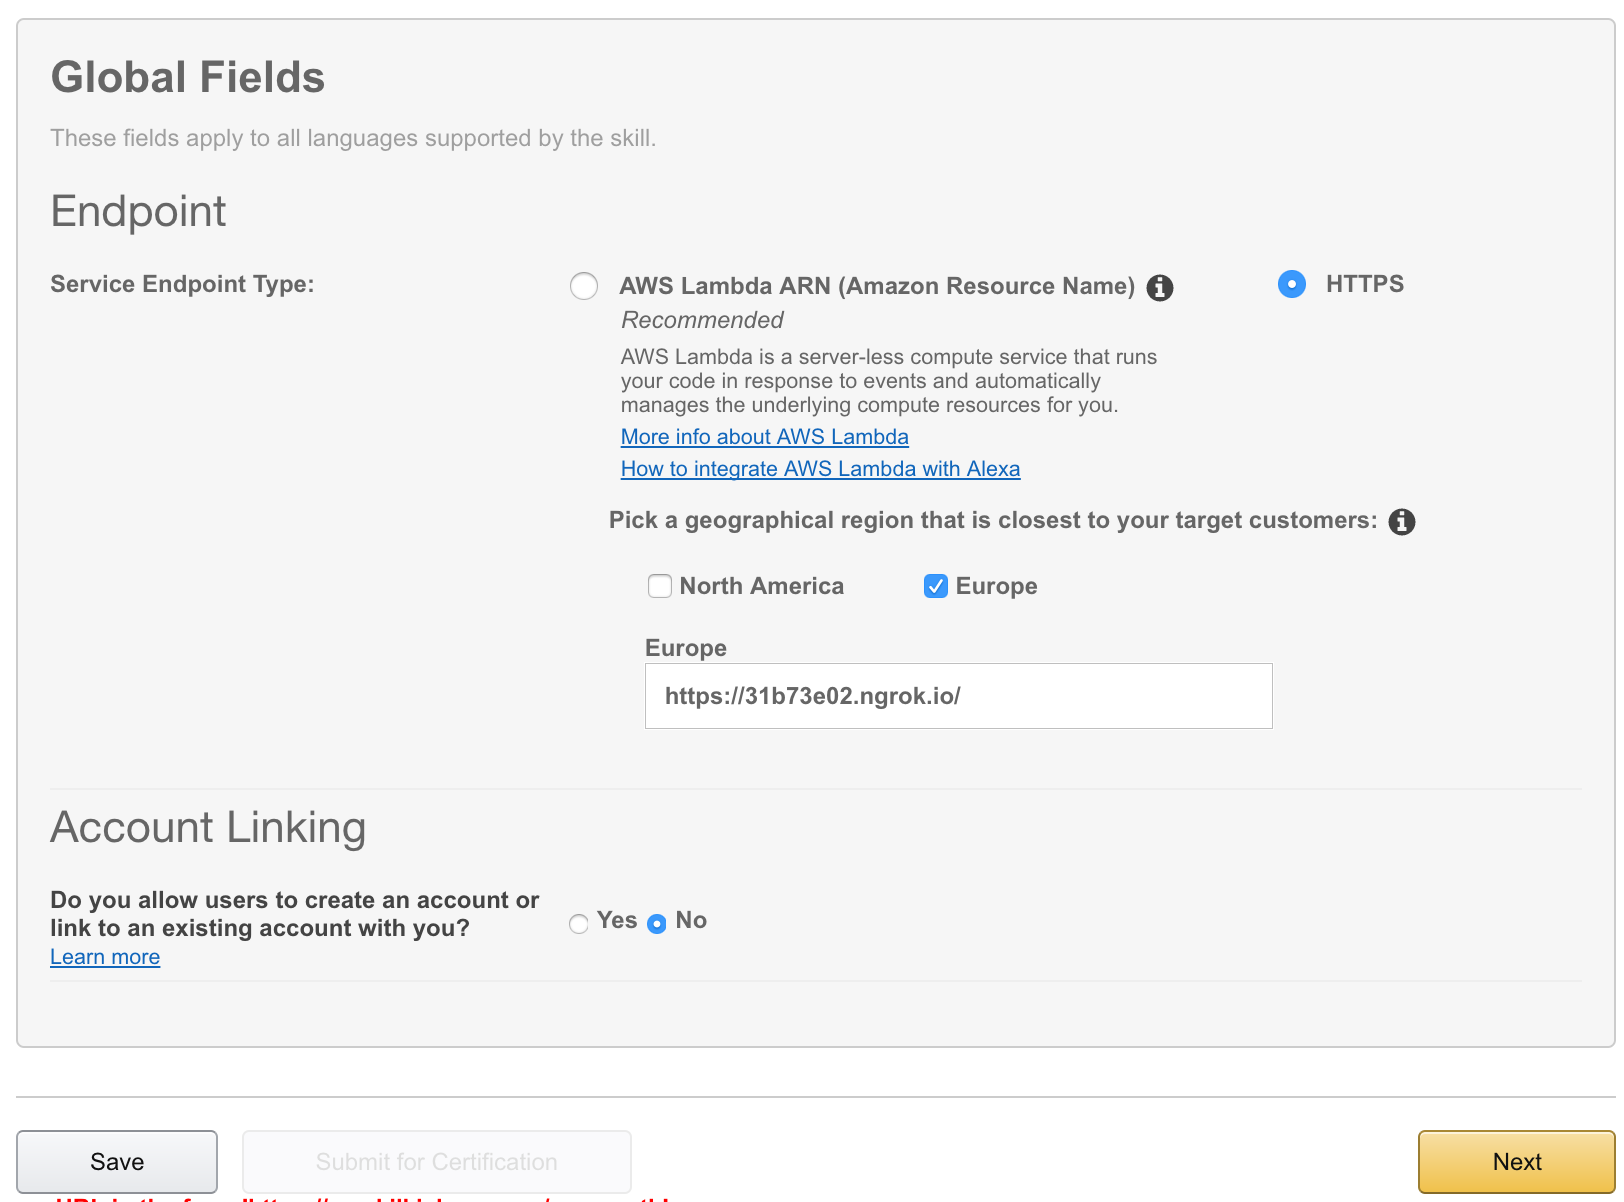 Global Fields
These fields apply to all languages supported by the skill.
Endpoint
Service Endpoint Type:
AWS Lambda ARN (Amazon Resource Name)
HTTPS
Recommended
AWS Lambda is a server-less compute service that runs
your code in response to events and automatically
manages the underlying compute resources for you.
More info about AWS Lambda
How to integrate AWS Lambda with Alexa
Pick a geographical region that is closest to your target customers:
North America
Europe
Europe
https://31b73e02.ngrok.io/
Account Linking
Do you allow users to create an account or
link to an existing account with you?
Yes
No
Learn more
Save
Submit for Certification
Next